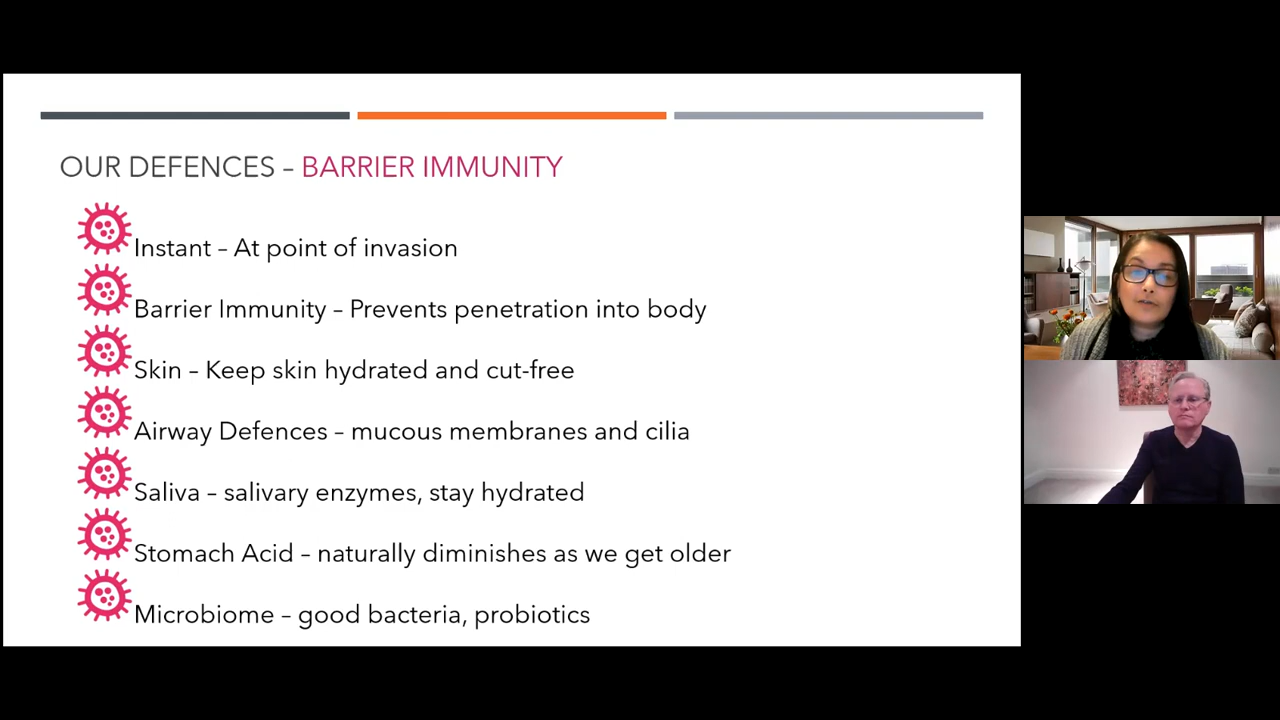 OUR DEFENCES – BARRIER IMMUNITY
Instant – At point of invasion
Barrier Immunity – Prevents penetration into body
Skin – Keep skin hydrated and cut-free
Airway Defences – mucous membranes and cilia
Saliva – salivary enzymes, stay hydrated
Stomach Acid – naturally diminishes as we get older
Microbiome – good bacteria, probiotics